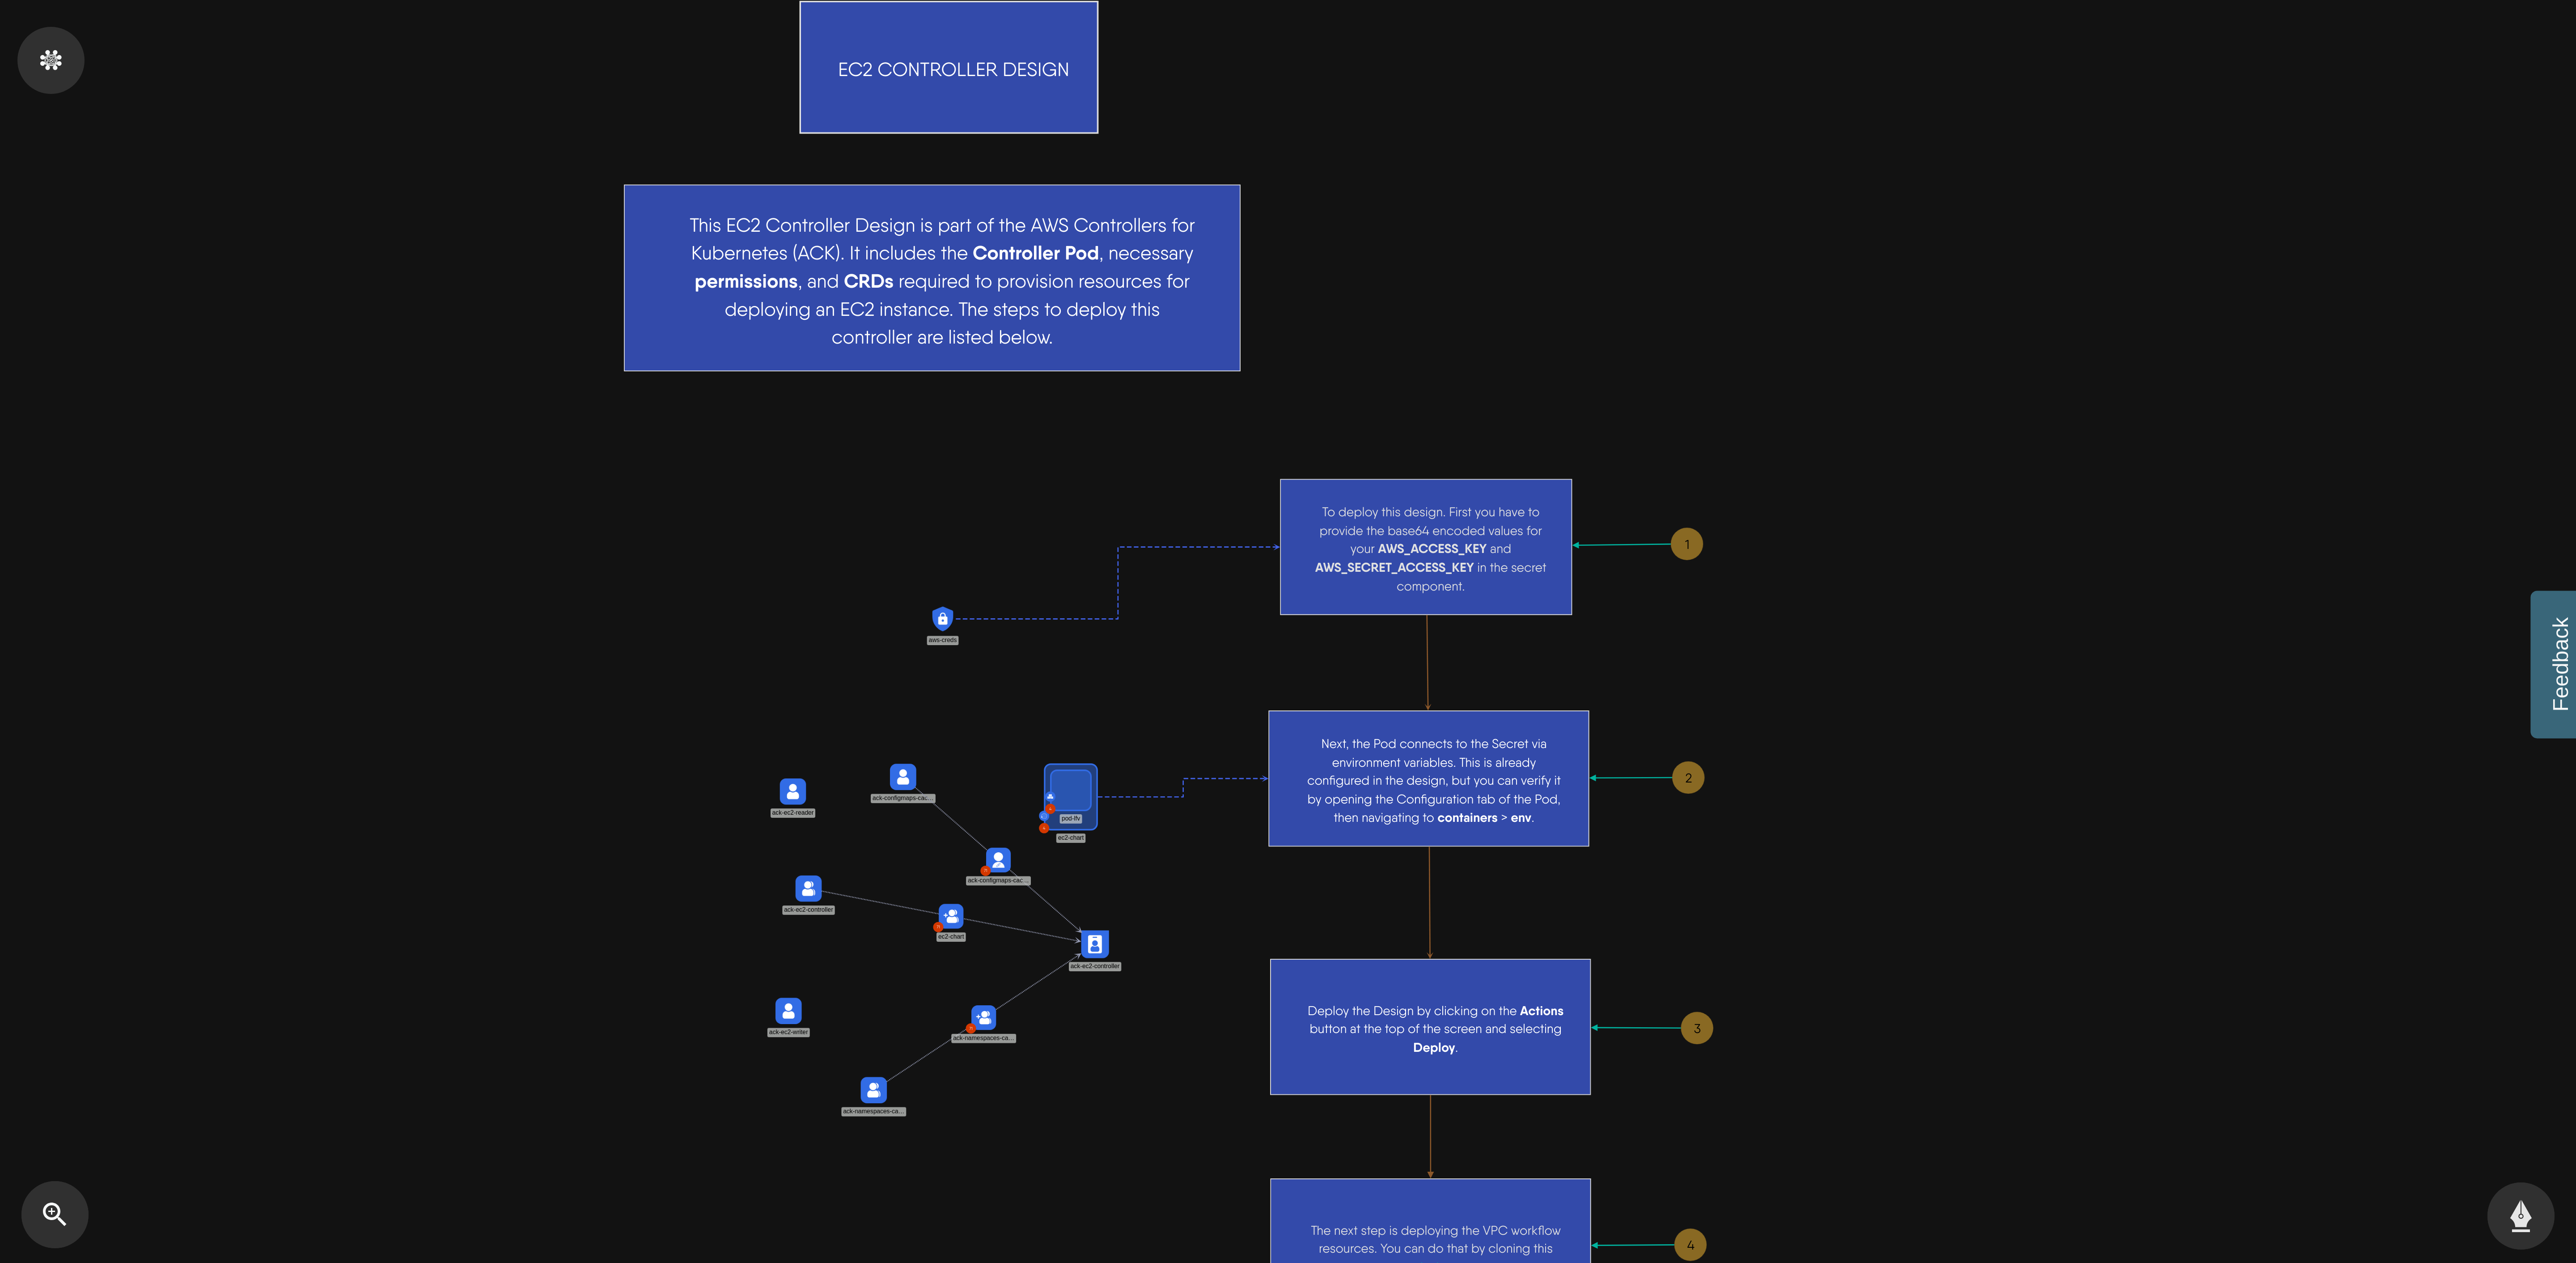 EC2 CONTROLLER DESIGN
This EC2 Controller Design is part of the AWS Controllers for
Kubernetes (ACK). It includes the Controller Pod, necessary
permissions, and CRDs required to provision resources for
deploying an EC2 instance. The steps to deploy this
controller are listed below.
To deploy this design. First you have to
provide the base64 encoded values for
your AWS_ACCESS_KEY and
AWS_SECRET_ACCESS_KEY in the secret
component.
1
aws-creds
Next, the Pod connects to the Secret via
environment variables. This is already
configured in the design, but you can verify it
by opening the Configuration tab of the Pod,
then navigating to containers > env.
2
ack-ec2-reader
ack-configmaps-cac...
pod-lfv
ec2-chart
ack-configmaps-cac...
ack-ec2-controller
ec2-chart
ack-ec2-controller
Deploy the Design by clicking on the Actions
button at the top of the screen and selecting
Deploy.
3
ack-ec2-writer
ack-namespaces-ca...
ack-namespaces-ca...
The next step is deploying the VPC workflow
resources. You can do that by cloning this
4
Feedback